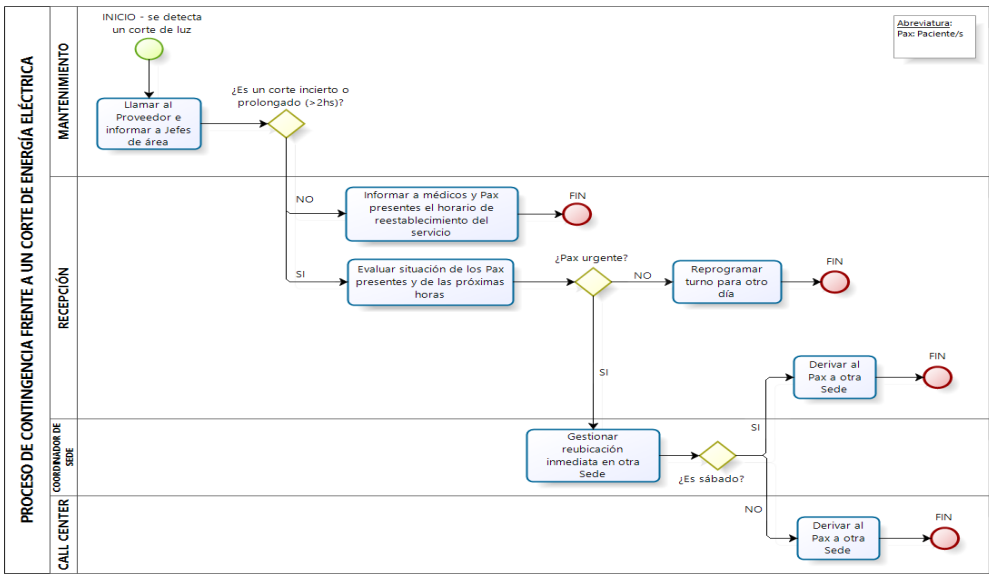 PROCESO DE CONTINGENCIA FRENTE A UN CORTE DE ENERGÍA ELÉCTRICA
MANTENIMIENTO
INICIO - se detecta
un corte de luz
Abreviatura:
Pax: Paciente/s
Llamar al
Proveedor e
informar a Jefes
de área
¿Es un corte incierto o
prolongado (>2hs)?
RECEPCIÓN
NO
Informar a médicos y Pax
presentes el horario de
reestablecimiento del
servicio
FIN
SI
Evaluar situación de los Pax
presentes y de las próximas
horas
¿Pax urgente?
NO
Reprogramar
turno para otro
día
FIN
SI
Derivar al
Pax a otra
Sede
FIN
COORDNADOR DE
SEDE
Gestionar
reubicación
inmediata en otra
Sede
SI
¿Es sábado?
NO
CALL CENTER
Derivar al
Pax a otra
Sede
FIN